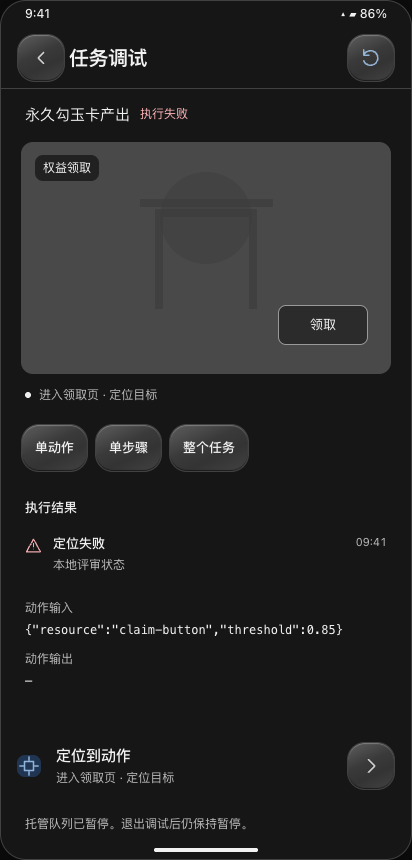 9:41
86%
任务调试
永久勾玉卡产出 执行失败
权益领取
领取
进入领取页 · 定位目标
单动作 单步骤 整个任务
执行结果
定位失败 09:41
本地评审状态
动作输入
{"resource":"claim-button","threshold":0.85}
动作输出
—
定位到动作
进入领取页 · 定位目标
托管队列已暂停。退出调试后仍保持暂停。